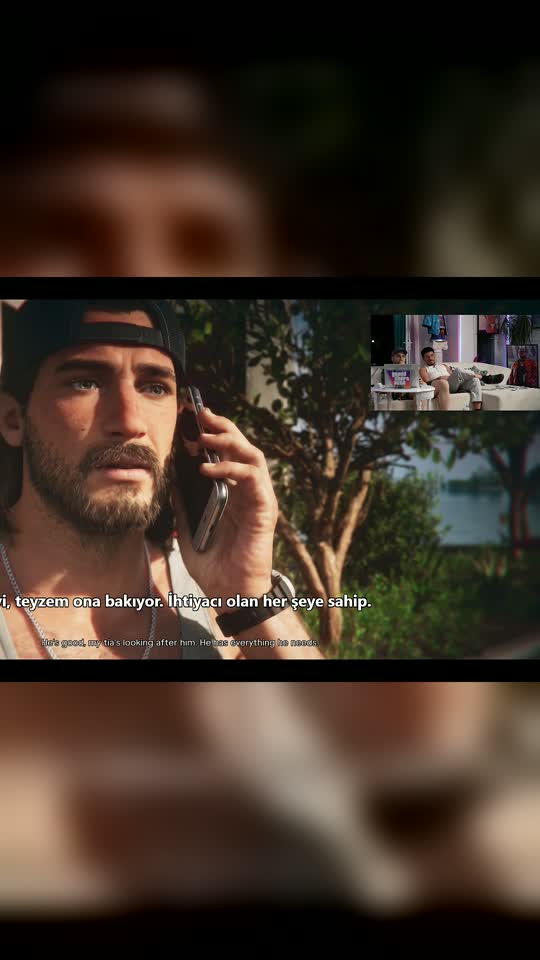 teyzem ona bakıyor. İhtiyacı olan her şeye sahip.
He's good, my tia's looking after him. He has everything he needs.